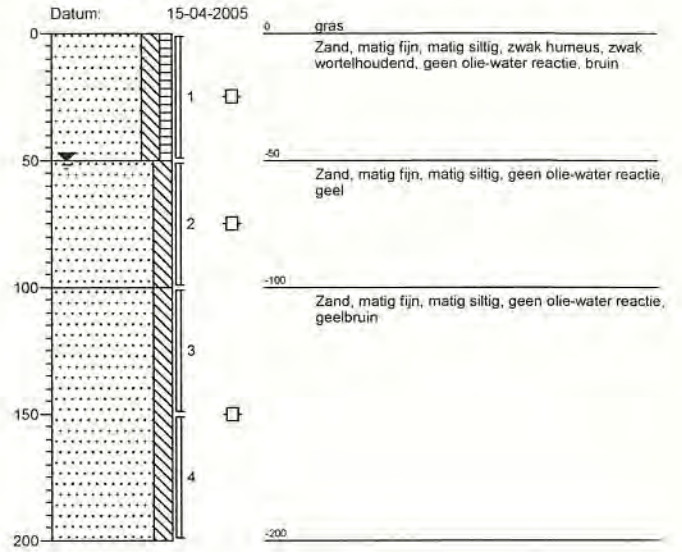 Datum: 15-04-2005
0
0 gras
Zand, matig fijn, matig siltig, zwak humeus, zwak
wortelhoudend, geen olie-water reactie, bruin
1
50
-50
Zand, matig fijn, matig siltig, geen olie-water reactie,
geel
2
100
-100
Zand, matig fijn, matig siltig, geen olie-water reactie,
geelbruin
3
150
4
200
-200